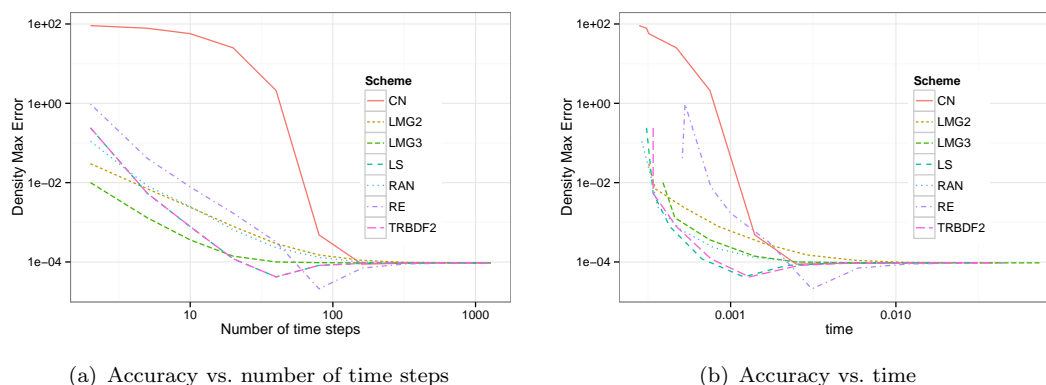 Density Max Error
1e+02
1e+00
1e−02
1e−04
10
100
1000
Number of time steps
Scheme
CN
LMG2
LMG3
LS
RAN
RE
TRBDF2
(a) Accuracy vs. number of time steps
Density Max Error
1e+02
1e+00
1e−02
1e−04
0.001
0.010
time
Scheme
CN
LMG2
LMG3
LS
RAN
RE
TRBDF2
(b) Accuracy vs. time